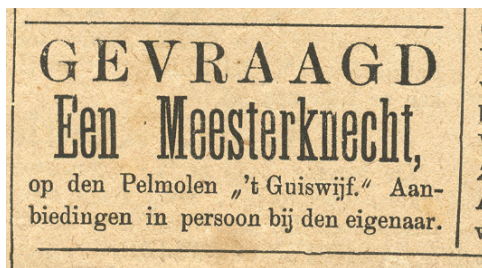 GEVRAAGD
Een Meesterknecht,
op den Pelmolen „'t Guiswijf.“ Aan-
biedingen in persoon bij den eigenaar.